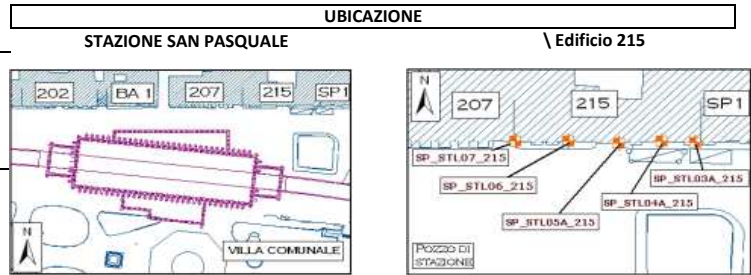 UBICAZIONE
STAZIONE SAN PASQUALE
\ Edificio 215
202 BA 1 207 215 SP1
N
VILLA COMUNALE
N
207 215 SP1
SP_STL07_215
SP_STL06_215
SP_STL05A_215
SP_STL04A_215
SP_STL03A_215
POZZO DI
STAZIONE